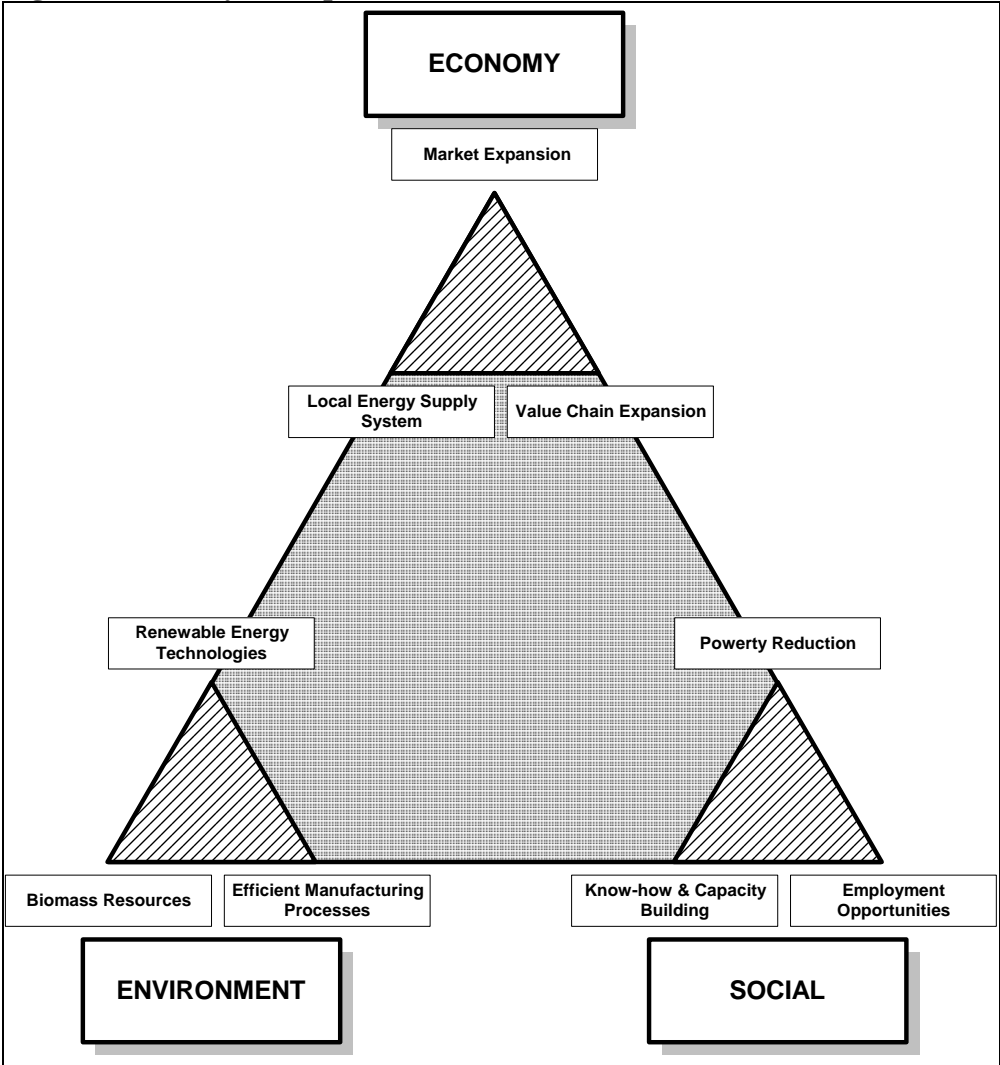 ECONOMY
Market Expansion
Local Energy Supply
System
Value Chain Expansion
Renewable Energy
Technologies
Powerty Reduction
Biomass Resources
Efficient Manufacturing
Processes
Know-how & Capacity
Building
Employment
Opportunities
ENVIRONMENT
SOCIAL